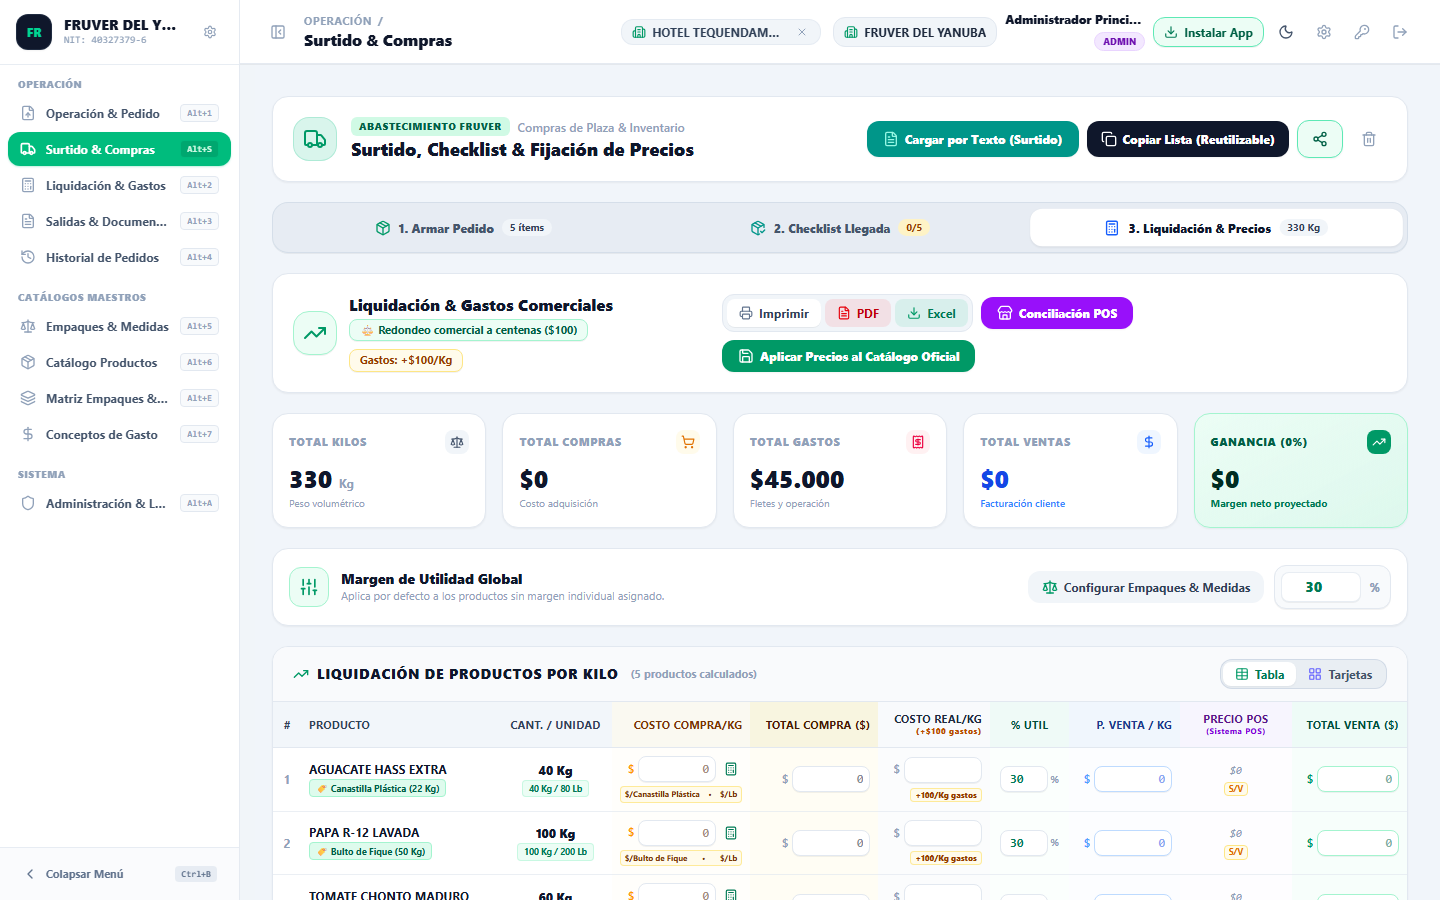 FR
FRUVER DEL Y...
NIT: 40327379-6
OPERACIÓN
Operación & Pedido Alt+1
Surtido & Compras Alt+S
Liquidación & Gastos Alt+2
Salidas & Documen... Alt+3
Historial de Pedidos Alt+4
CATÁLOGOS MAESTROS
Empaques & Medidas Alt+5
Catálogo Productos Alt+6
Matriz Empaques &... Alt+E
Conceptos de Gasto Alt+7
SISTEMA
Administración & L... Alt+A
Colapsar Menú Ctrl+B
OPERACIÓN /
Surtido & Compras
HOTEL TEQUENDAM...
FRUVER DEL YANUBA
Administrador Princi...
ADMIN
Instalar App
ABASTECIMIENTO FRUVER Compras de Plaza & Inventario
Surtido, Checklist & Fijación de Precios
Cargar por Texto (Surtido)
Copiar Lista (Reutilizable)
1. Armar Pedido 5 ítems
2. Checklist Llegada 0/5
3. Liquidación & Precios 330 Kg
Liquidación & Gastos Comerciales
Redondeo comercial a centenas ($100)
Gastos: +$100/Kg
Imprimir PDF Excel
Conciliación POS
Aplicar Precios al Catálogo Oficial
TOTAL KILOS
330 Kg
Peso volumétrico
TOTAL COMPRAS
$0
Costo adquisición
TOTAL GASTOS
$45.000
Fletes y operación
TOTAL VENTAS
$0
Facturación cliente
GANANCIA (0%)
$0
Margen neto proyectado
Margen de Utilidad Global
Aplica por defecto a los productos sin margen individual asignado.
Configurar Empaques & Medidas
30 %
LIQUIDACIÓN DE PRODUCTOS POR KILO (5 productos calculados)
Tabla Tarjetas
# PRODUCTO CANT. / UNIDAD COSTO COMPRA/KG TOTAL COMPRA ($) COSTO REAL/KG (+$100 gastos) % UTIL P. VENTA / KG PRECIO POS (Sistema POS) TOTAL VENTA ($)
1 AGUACATE HASS EXTRA 40 Kg $ 0 $ 0 $ 30 % $ 0 $0 $ 0
Canastilla Plástica (22 Kg) 40 Kg / 80 Lb $/Canastilla Plástica • $/Lb +100/Kg gastos S/V
2 PAPA R-12 LAVADA 100 Kg $ 0 $ 0 $ 30 % $ 0 $0 $ 0
Bulto de Fique (50 Kg) 100 Kg / 200 Lb $/Bulto de Fique • $/Lb +100/Kg gastos S/V
TOMATE CHONTO MADURO 60 Kg $ 0 $